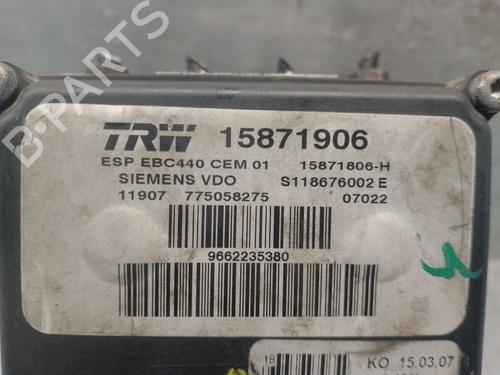 B-PARTS
TRW 15871906
ESP EBC440 CEM 01 15871806-H
SIEMENS VDO S118676002 E
11907 775058275 07022
9662235380
18 KO 15.03.07